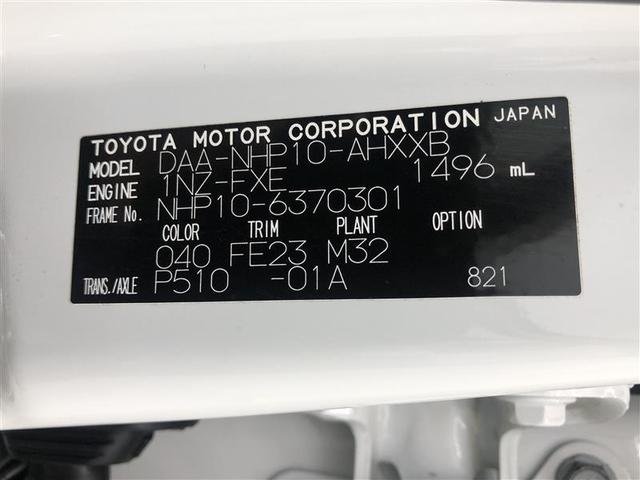 TOYOTA MOTOR CORPORATION JAPAN
MODEL DAA-NHP10-AHXXB
ENGINE 1NZ-FXE 1496 mL
FRAME No. NHP10-6370301
COLOR TRIM PLANT OPTION
040 FE23 M32
TRANS./AXLE P510 -01A 821